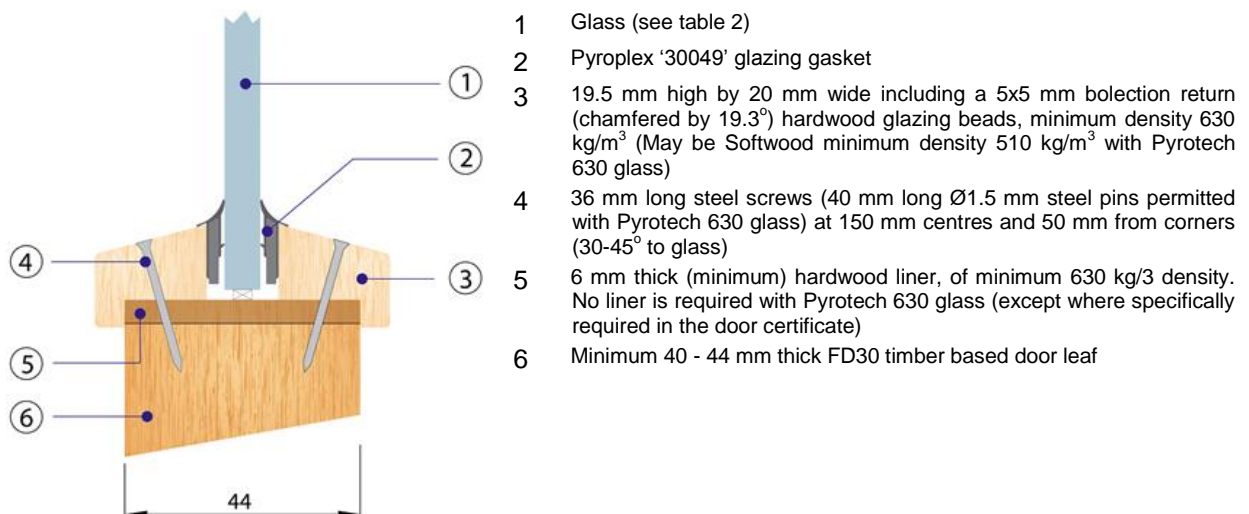 1 Glass (see table 2)
2 Pyroplex ‘30049’ glazing gasket
3 19.5 mm high by 20 mm wide including a 5x5 mm bolection return
(chamfered by 19.3º) hardwood glazing beads, minimum density 630
kg/m³ (May be Softwood minimum density 510 kg/m³ with Pyrotech
630 glass)
4 36 mm long steel screws (40 mm long Ø1.5 mm steel pins permitted
with Pyrotech 630 glass) at 150 mm centres and 50 mm from corners
(30-45º to glass)
5 6 mm thick (minimum) hardwood liner, of minimum 630 kg/3 density.
No liner is required with Pyrotech 630 glass (except where specifically
required in the door certificate)
6 Minimum 40 - 44 mm thick FD30 timber based door leaf
1
2
4
3
5
6
44